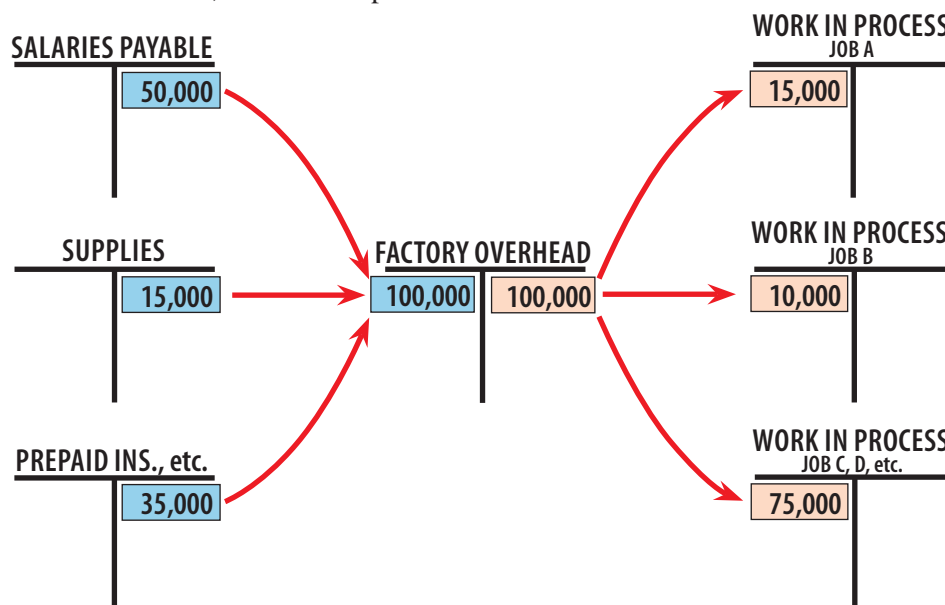 SALARIES PAYABLE
50,000
SUPPLIES
15,000
PREPAID INS., etc.
35,000
FACTORY OVERHEAD
100,000 100,000
WORK IN PROCESS
JOB A
15,000
WORK IN PROCESS
JOB B
10,000
WORK IN PROCESS
JOB C, D, etc.
75,000